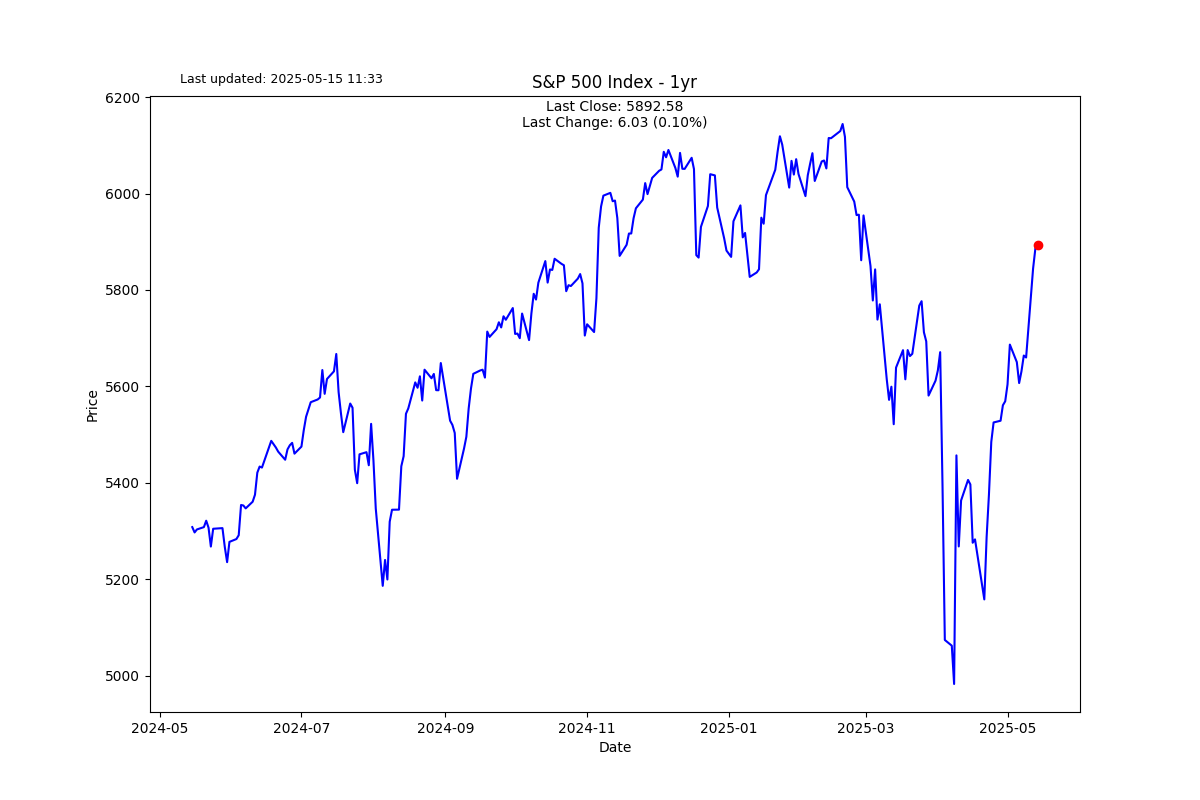 Last updated: 2025-05-15 11:33
S&P 500 Index - 1yr
Last Close: 5892.58
Last Change: 6.03 (0.10%)
6200
6000
5800
5600
5400
5200
5000
Price
2024-05
2024-07
2024-09
2024-11
2025-01
2025-03
2025-05
Date